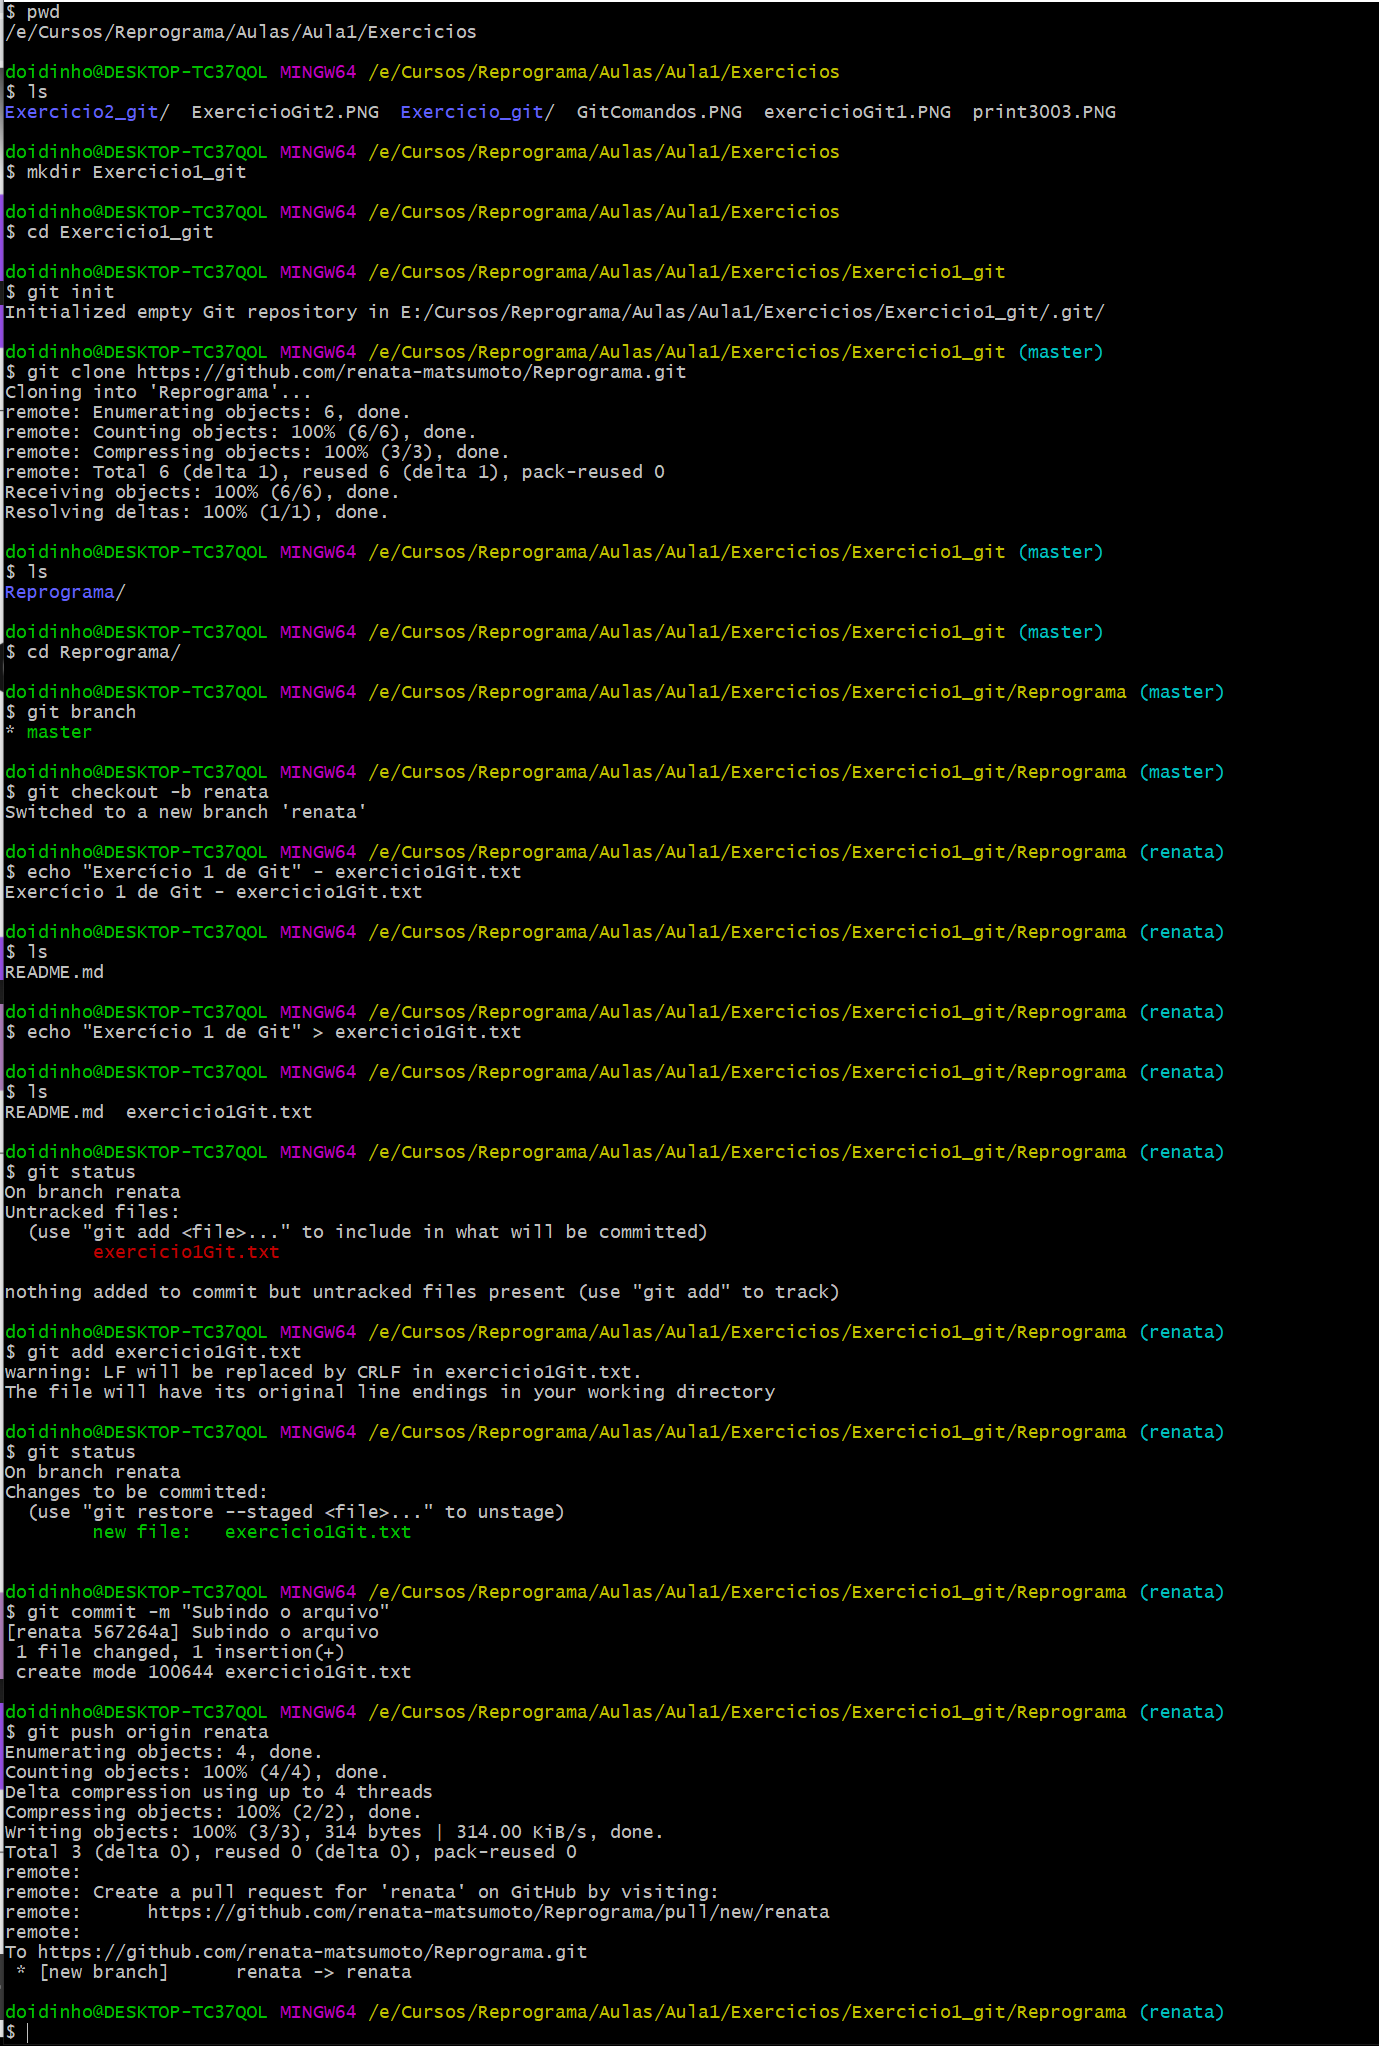 $ pwd
/e/Cursos/Reprograma/Aulas/Aula1/Exercicios
doidinho@DESKTOP-TC37QOL MINGW64 /e/Cursos/Reprograma/Aulas/Aula1/Exercicios
$ ls
Exercicio2_git/  ExercicioGit2.PNG  Exercicio_git/  GitComandos.PNG  exercicioGit1.PNG  print3003.PNG
doidinho@DESKTOP-TC37QOL MINGW64 /e/Cursos/Reprograma/Aulas/Aula1/Exercicios
$ mkdir Exercicio1_git
doidinho@DESKTOP-TC37QOL MINGW64 /e/Cursos/Reprograma/Aulas/Aula1/Exercicios
$ cd Exercicio1_git
doidinho@DESKTOP-TC37QOL MINGW64 /e/Cursos/Reprograma/Aulas/Aula1/Exercicios/Exercicio1_git
$ git init
Initialized empty Git repository in E:/Cursos/Reprograma/Aulas/Aula1/Exercicios/Exercicio1_git/.git/
doidinho@DESKTOP-TC37QOL MINGW64 /e/Cursos/Reprograma/Aulas/Aula1/Exercicios/Exercicio1_git (master)
$ git clone https://github.com/renata-matsumoto/Reprograma.git
Cloning into 'Reprograma'...
remote: Enumerating objects: 6, done.
remote: Counting objects: 100% (6/6), done.
remote: Compressing objects: 100% (3/3), done.
remote: Total 6 (delta 1), reused 6 (delta 1), pack-reused 0
Receiving objects: 100% (6/6), done.
Resolving deltas: 100% (1/1), done.
doidinho@DESKTOP-TC37QOL MINGW64 /e/Cursos/Reprograma/Aulas/Aula1/Exercicios/Exercicio1_git (master)
$ ls
Reprograma/
doidinho@DESKTOP-TC37QOL MINGW64 /e/Cursos/Reprograma/Aulas/Aula1/Exercicios/Exercicio1_git (master)
$ cd Reprograma/
doidinho@DESKTOP-TC37QOL MINGW64 /e/Cursos/Reprograma/Aulas/Aula1/Exercicios/Exercicio1_git/Reprograma (master)
$ git branch
* master
doidinho@DESKTOP-TC37QOL MINGW64 /e/Cursos/Reprograma/Aulas/Aula1/Exercicios/Exercicio1_git/Reprograma (master)
$ git checkout -b renata
Switched to a new branch 'renata'
doidinho@DESKTOP-TC37QOL MINGW64 /e/Cursos/Reprograma/Aulas/Aula1/Exercicios/Exercicio1_git/Reprograma (renata)
$ echo "Exercício 1 de Git" - exercicio1Git.txt
Exercício 1 de Git - exercicio1Git.txt
doidinho@DESKTOP-TC37QOL MINGW64 /e/Cursos/Reprograma/Aulas/Aula1/Exercicios/Exercicio1_git/Reprograma (renata)
$ ls
README.md
doidinho@DESKTOP-TC37QOL MINGW64 /e/Cursos/Reprograma/Aulas/Aula1/Exercicios/Exercicio1_git/Reprograma (renata)
$ echo "Exercício 1 de Git" > exercicio1Git.txt
doidinho@DESKTOP-TC37QOL MINGW64 /e/Cursos/Reprograma/Aulas/Aula1/Exercicios/Exercicio1_git/Reprograma (renata)
$ ls
README.md  exercicio1Git.txt
doidinho@DESKTOP-TC37QOL MINGW64 /e/Cursos/Reprograma/Aulas/Aula1/Exercicios/Exercicio1_git/Reprograma (renata)
$ git status
On branch renata
Untracked files:
  (use "git add <file>..." to include in what will be committed)
        exercicio1Git.txt
nothing added to commit but untracked files present (use "git add" to track)
doidinho@DESKTOP-TC37QOL MINGW64 /e/Cursos/Reprograma/Aulas/Aula1/Exercicios/Exercicio1_git/Reprograma (renata)
$ git add exercicio1Git.txt
warning: LF will be replaced by CRLF in exercicio1Git.txt.
The file will have its original line endings in your working directory
doidinho@DESKTOP-TC37QOL MINGW64 /e/Cursos/Reprograma/Aulas/Aula1/Exercicios/Exercicio1_git/Reprograma (renata)
$ git status
On branch renata
Changes to be committed:
  (use "git restore --staged <file>..." to unstage)
        new file:   exercicio1Git.txt
doidinho@DESKTOP-TC37QOL MINGW64 /e/Cursos/Reprograma/Aulas/Aula1/Exercicios/Exercicio1_git/Reprograma (renata)
$ git commit -m "Subindo o arquivo"
[renata 567264a] Subindo o arquivo
 1 file changed, 1 insertion(+)
 create mode 100644 exercicio1Git.txt
doidinho@DESKTOP-TC37QOL MINGW64 /e/Cursos/Reprograma/Aulas/Aula1/Exercicios/Exercicio1_git/Reprograma (renata)
$ git push origin renata
Enumerating objects: 4, done.
Counting objects: 100% (4/4), done.
Delta compression using up to 4 threads
Compressing objects: 100% (2/2), done.
Writing objects: 100% (3/3), 314 bytes | 314.00 KiB/s, done.
Total 3 (delta 0), reused 0 (delta 0), pack-reused 0
remote:
remote: Create a pull request for 'renata' on GitHub by visiting:
remote:      https://github.com/renata-matsumoto/Reprograma/pull/new/renata
remote:
To https://github.com/renata-matsumoto/Reprograma.git
 * [new branch]      renata -> renata
doidinho@DESKTOP-TC37QOL MINGW64 /e/Cursos/Reprograma/Aulas/Aula1/Exercicios/Exercicio1_git/Reprograma (renata)
$